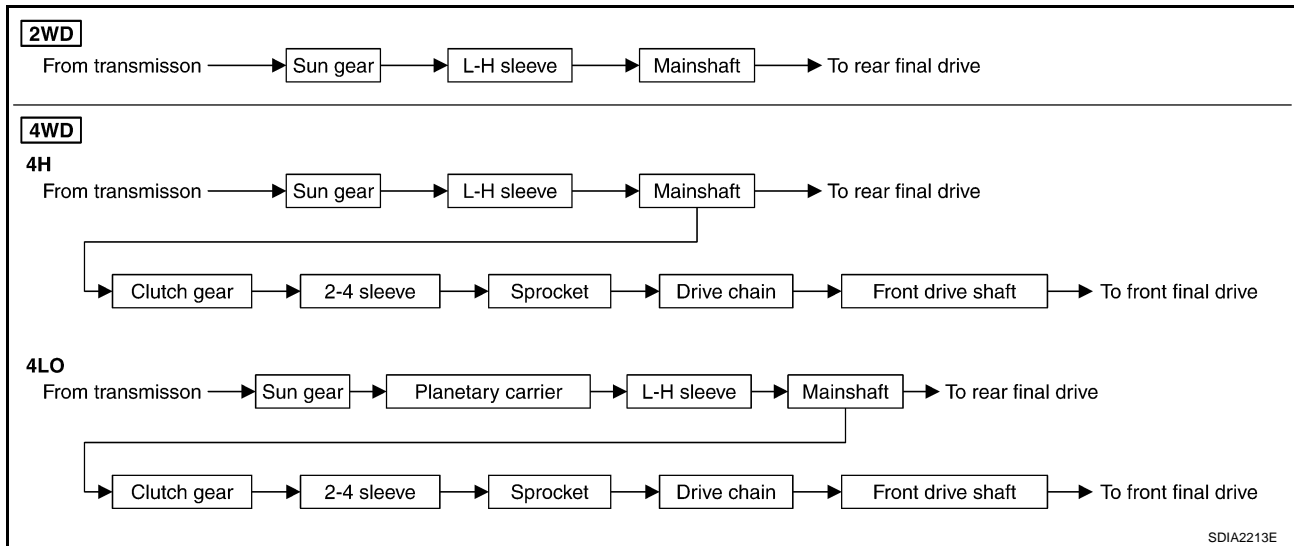 2WD
From transmisson Sun gear L-H sleeve Mainshaft To rear final drive
4WD
4H
From transmisson Sun gear L-H sleeve Mainshaft To rear final drive
Clutch gear 2-4 sleeve Sprocket Drive chain Front drive shaft To front final drive
4LO
From transmisson Sun gear Planetary carrier L-H sleeve Mainshaft To rear final drive
Clutch gear 2-4 sleeve Sprocket Drive chain Front drive shaft To front final drive
SDIA2213E